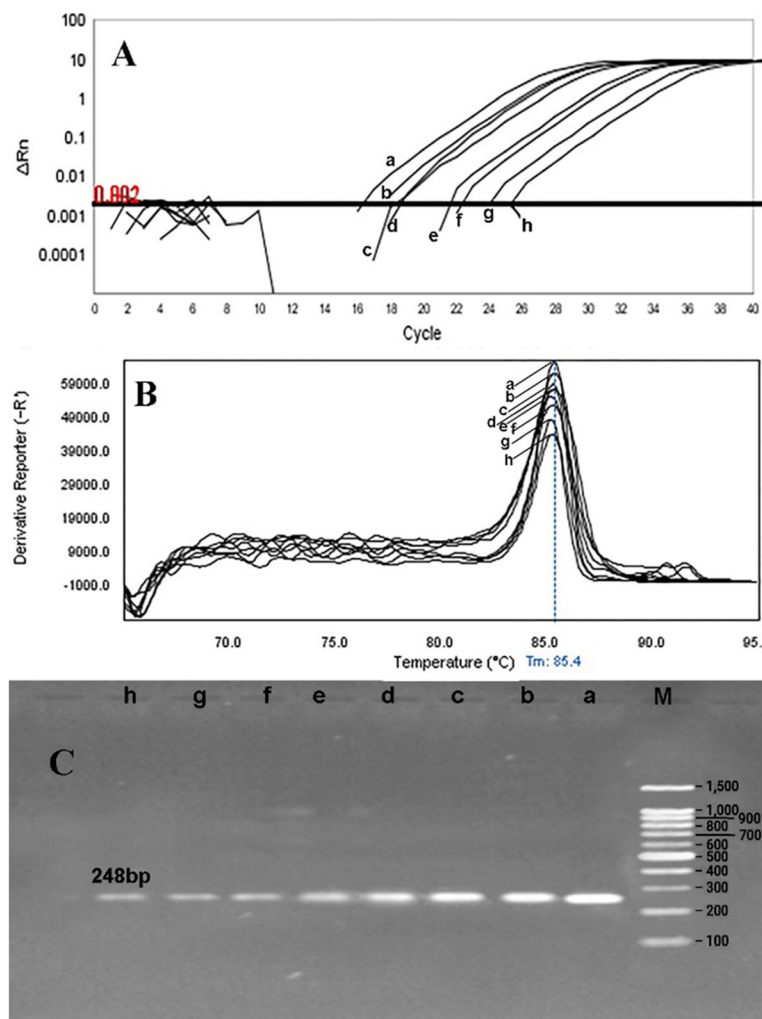 100
A
10
1
0.1
0.01
0.002
0.001
0.0001
ΔRn
a
b
c
d
e
f
g
h
0 2 4 6 8 10 12 14 16 18 20 22 24 26 28 30 32 34 36 38 40
Cycle
B
59000.0
49000.0
39000.0
29000.0
19000.0
9000.0
-1000.0
Derivative Reporter (-R')
a
b
c
d
e
f
g
h
70.0 75.0 80.0 85.0 90.0 95.
Temperature (°C) Tm: 85.4
h g f e d c b a M
C
248bp
1,500
1,000
900
800
700
600
500
400
300
200
100